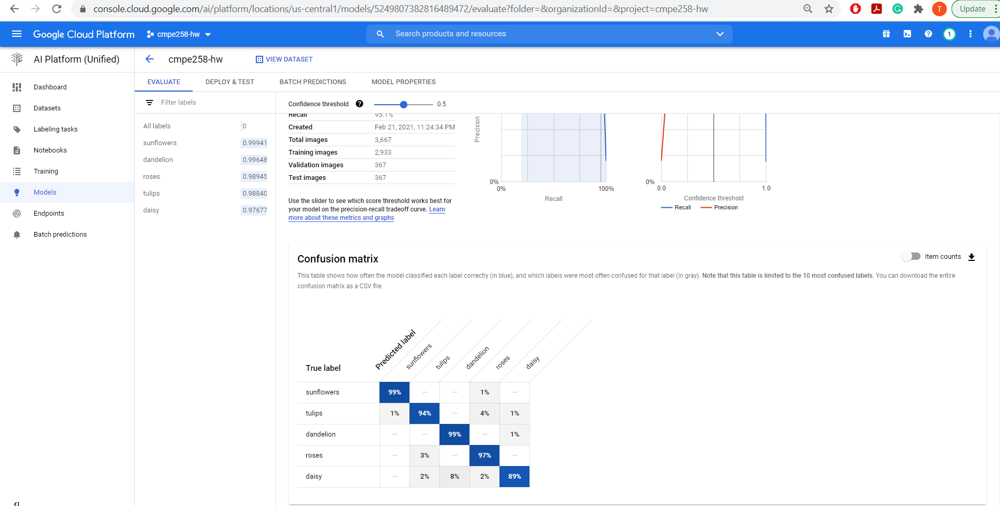 console.cloud.google.com/ai/platform/locations/us-central1/models/5249807382816489472/evaluate?folder=&organizationId=&project=cmpe258-hw
G
T
Update
Google Cloud Platform
cmpe258-hw
Search products and resources
?
1
AI Platform (Unified)
cmpe258-hw
VIEW DATASET
Dashboard
Datasets
Labeling tasks
Notebooks
Training
Models
Endpoints
Batch predictions
EVALUATE
DEPLOY & TEST
BATCH PREDICTIONS
MODEL PROPERTIES
Filter labels
All labels 0
sunflowers 0.99941
dandelion 0.99648
roses 0.98945
tulips 0.98840
daisy 0.97677
Confidence threshold ? 0.5
Recall 95.1%
Created Feb 21, 2021, 11:24:34 PM
Total images 3,667
Training images 2,933
Validation images 367
Test images 367
Use the slider to see which score threshold works best for
your model on the precision-recall tradeoff curve. Learn
more about these metrics and graphs
Precision
0%
0% 100%
Recall
0%
0.0 1.0
Confidence threshold
Recall Precision
Confusion matrix
Item counts
This table shows how often the model classified each label correctly (in blue), and which labels were most often confused for that label (in gray). Note that this table is limited to the 10 most confused labels. You can download the entire
confusion matrix as a CSV file.
True label
Predicted label
sunflowers
tulips
dandelion
roses
daisy
sunflowers 99% — — 1% —
tulips 1% 94% — 4% 1%
dandelion — — 99% — 1%
roses — 3% — 97% —
daisy — 2% 8% 2% 89%